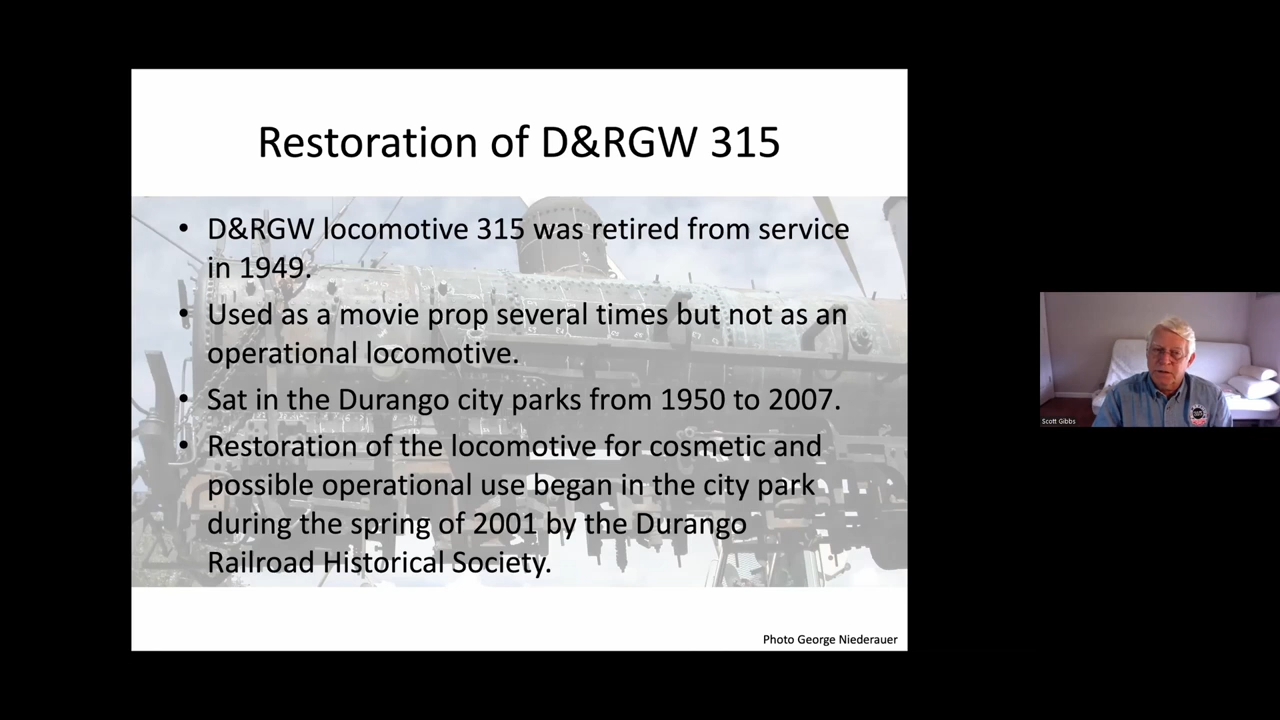 Restoration of D&RGW 315
• D&RGW locomotive 315 was retired from service
in 1949.
• Used as a movie prop several times but not as an
operational locomotive.
• Sat in the Durango city parks from 1950 to 2007.
• Restoration of the locomotive for cosmetic and
possible operational use began in the city park
during the spring of 2001 by the Durango
Railroad Historical Society.
Photo George Niederauer
Scott Gibbs